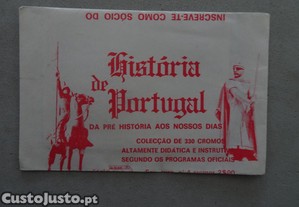 INSCREVE-TE COMO SÓCIO DO
História
de
Portugal
DA PRÉ HISTÓRIA AOS NOSSOS DIAS
COLECÇÃO DE 330 CROMOS
ALTAMENTE DIDÁTICA E INSTRUTIVA
SEGUNDO OS PROGRAMAS OFICIAIS
CustoJusto.pt